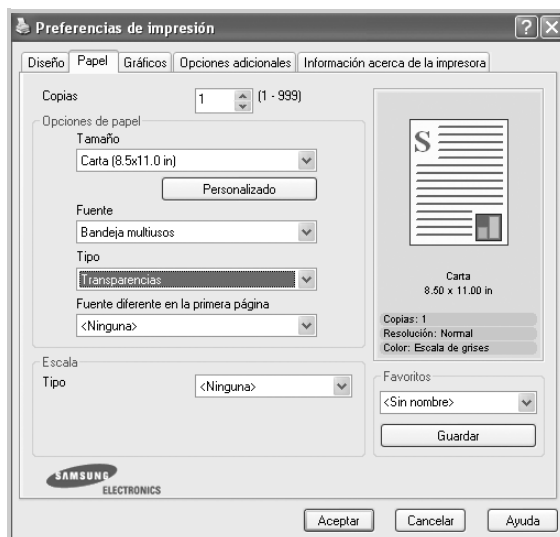 Preferencias de impresión
Diseño Papel Gráficos Opciones adicionales Información acerca de la impresora
Copias 1 (1 - 999)
Opciones de papel
Tamaño
Carta (8.5x11.0 in)
Personalizado
Fuente
Bandeja multiusos
Tipo
Transparencias
Fuente diferente en la primera página
<Ninguna>
Escala
Tipo <Ninguna>
S
Carta
8.50 x 11.00 in
Copias: 1
Resolución: Normal
Color: Escala de grises
Favoritos
<Sin nombre>
Guardar
SAMSUNG
ELECTRONICS
Aceptar Cancelar Ayuda